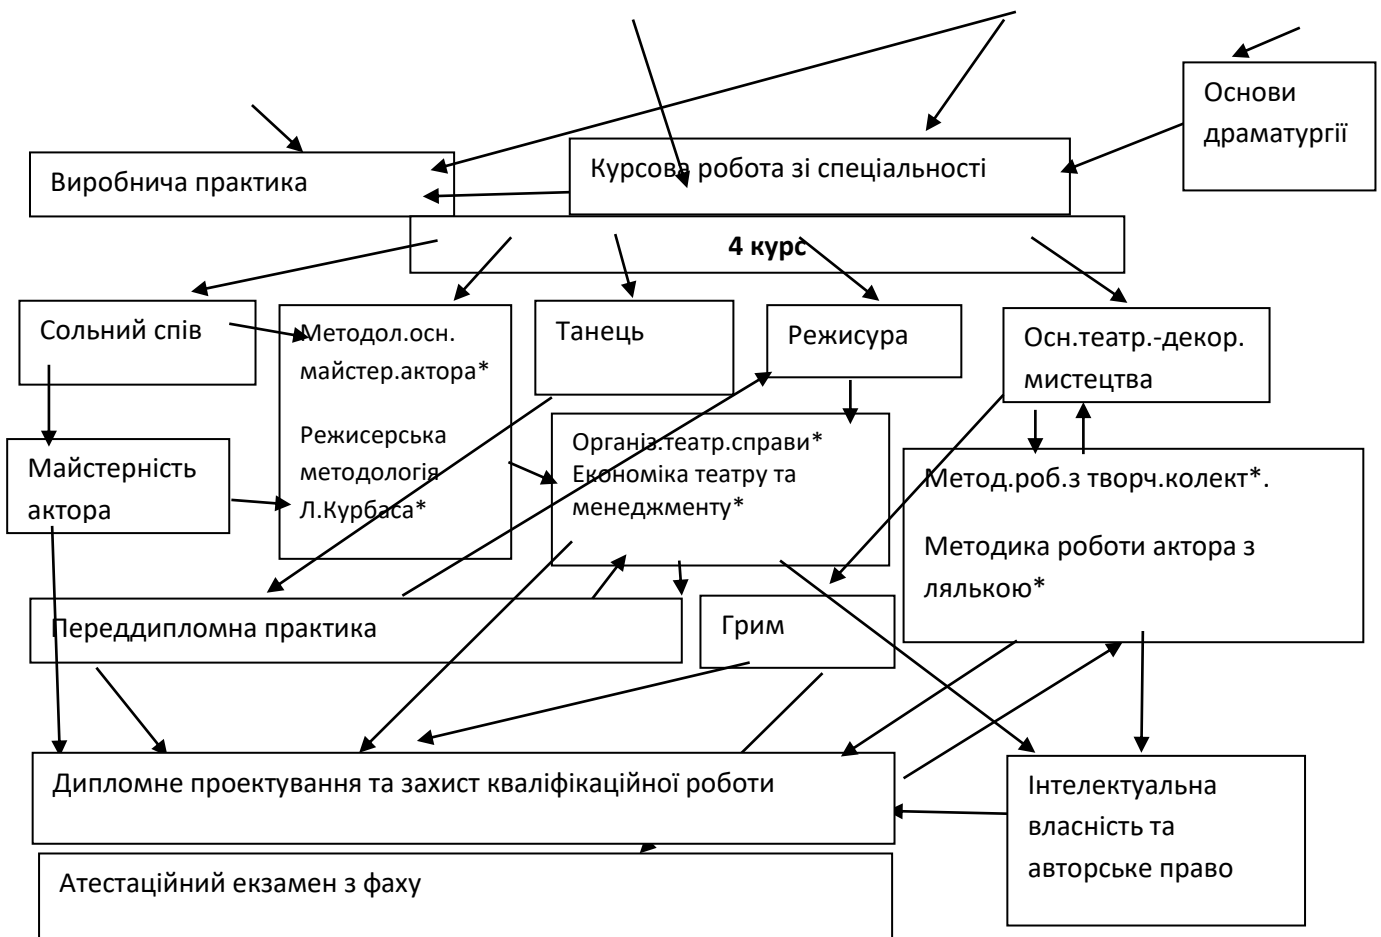 Основи
драматургії
Виробнича практика
Курсова робота зі спеціальності
4 курс
Сольний спів
Методол.осн.
майстер.актора*
Режисерська
методологія
Л.Курбаса*
Танець
Режисура
Осн.театр.-декор.
мистецтва
Майстерність
актора
Організ.театр.справи*
Економіка театру та
менеджменту*
Метод.роб.з творч.колект*.
Методика роботи актора з
лялькою*
Переддипломна практика
Грим
Дипломне проектування та захист кваліфікаційної роботи
Інтелектуальна
власність та
авторське право
Атестаційний екзамен з фаху